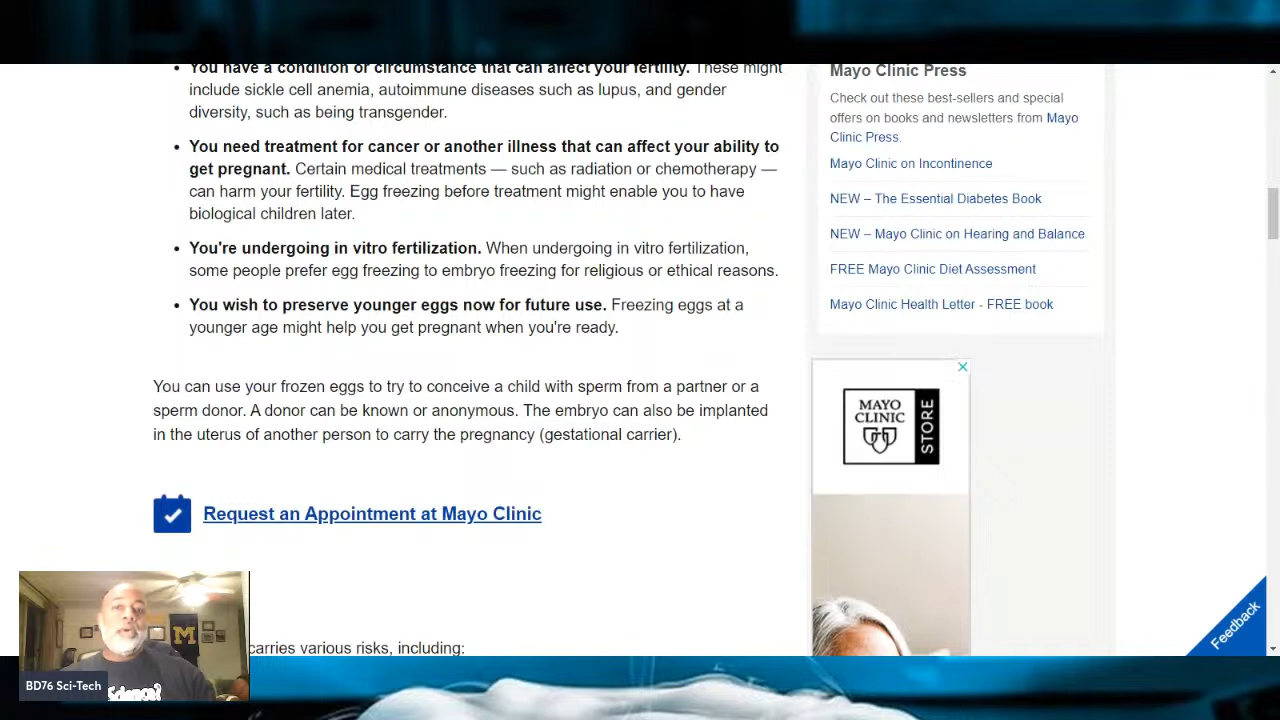 You have a condition or circumstance that can affect your fertility. These might
include sickle cell anemia, autoimmune diseases such as lupus, and gender
diversity, such as being transgender.
You need treatment for cancer or another illness that can affect your ability to
get pregnant. Certain medical treatments — such as radiation or chemotherapy —
can harm your fertility. Egg freezing before treatment might enable you to have
biological children later.
You're undergoing in vitro fertilization. When undergoing in vitro fertilization,
some people prefer egg freezing to embryo freezing for religious or ethical reasons.
You wish to preserve younger eggs now for future use. Freezing eggs at a
younger age might help you get pregnant when you're ready.
You can use your frozen eggs to try to conceive a child with sperm from a partner or a
sperm donor. A donor can be known or anonymous. The embryo can also be implanted
in the uterus of another person to carry the pregnancy (gestational carrier).
Request an Appointment at Mayo Clinic
carries various risks, including:
Mayo Clinic Press
Check out these best-sellers and special
offers on books and newsletters from Mayo
Clinic Press.
Mayo Clinic on Incontinence
NEW – The Essential Diabetes Book
NEW – Mayo Clinic on Hearing and Balance
FREE Mayo Clinic Diet Assessment
Mayo Clinic Health Letter - FREE book
MAYO
CLINIC
STORE
Feedback
M
BD76 Sci-Tech
Science?